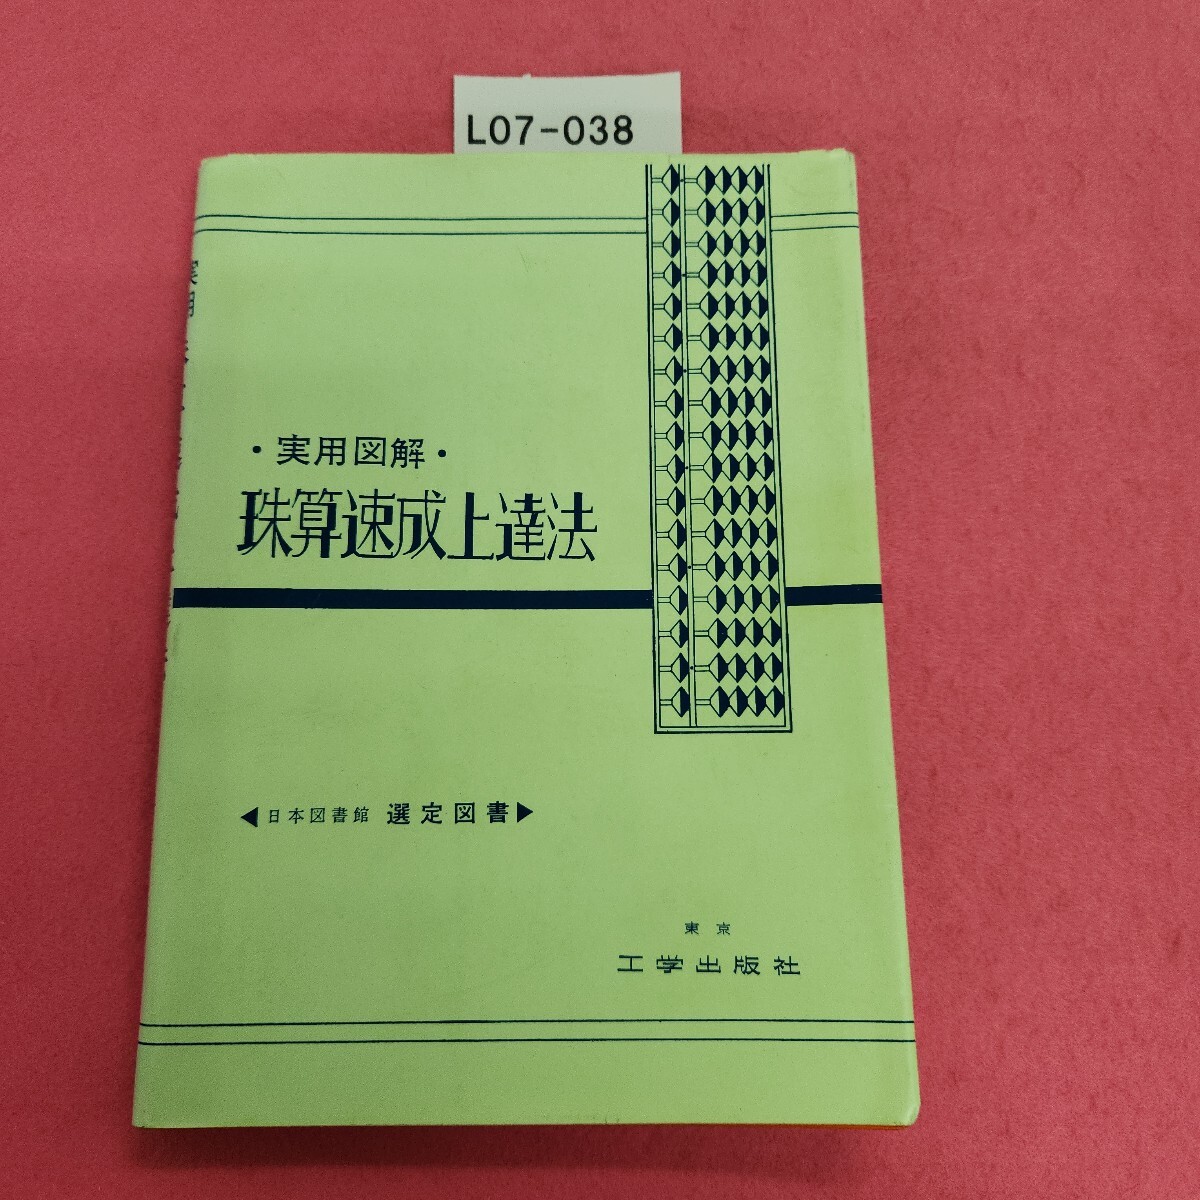 L07-038
・実用図解・
珠算速成上達法
◀日本図書館 選定図書▶
東京
工学出版社